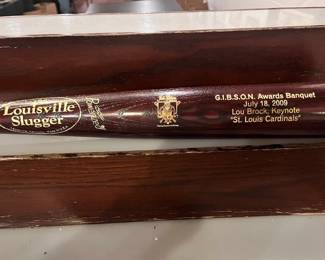 Louisville
Slugger
G.I.B.S.O.N. Awards Banquet
July 18, 2009
Lou Brock, Keynote
"St. Louis Cardinals"